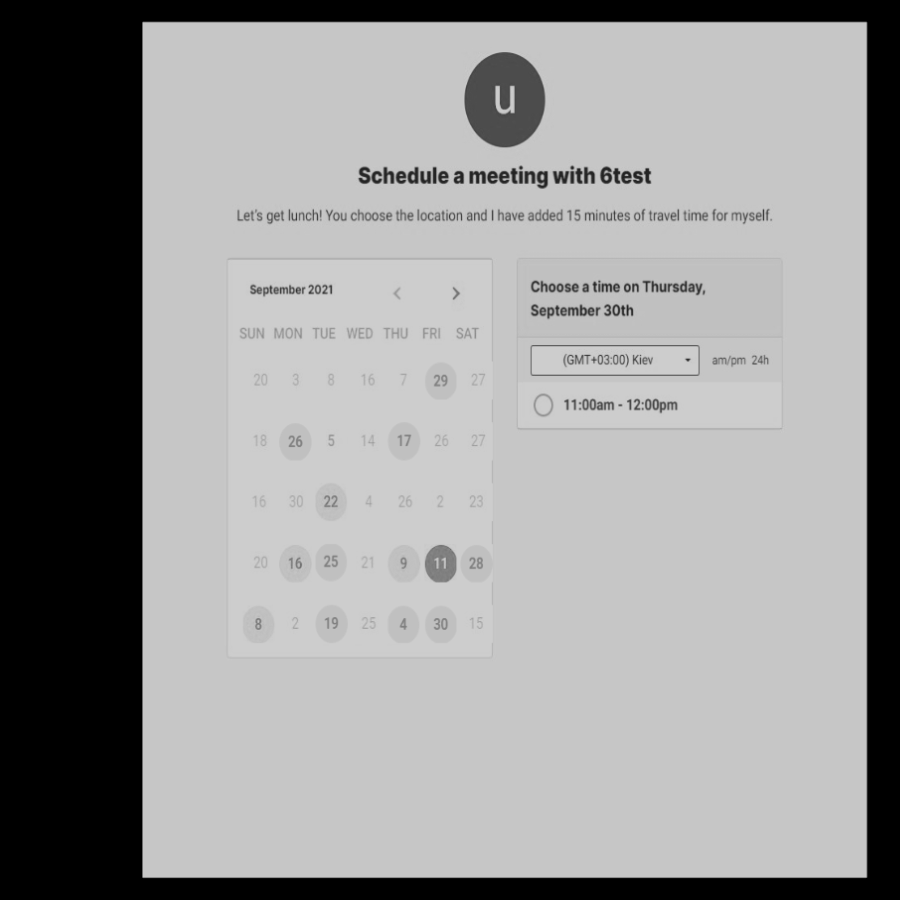 u
Schedule a meeting with 6test
Let's get lunch! You choose the location and I have added 15 minutes of travel time for myself.
September 2021
SUN MON TUE WED THU FRI SAT
20 3 8 16 7 29 27
18 26 5 14 17 26 27
16 30 22 4 26 2 23
20 16 25 21 9 11 28
8 2 19 25 4 30 15
Choose a time on Thursday,
September 30th
(GMT+03:00) Kiev am/pm 24h
11:00am - 12:00pm